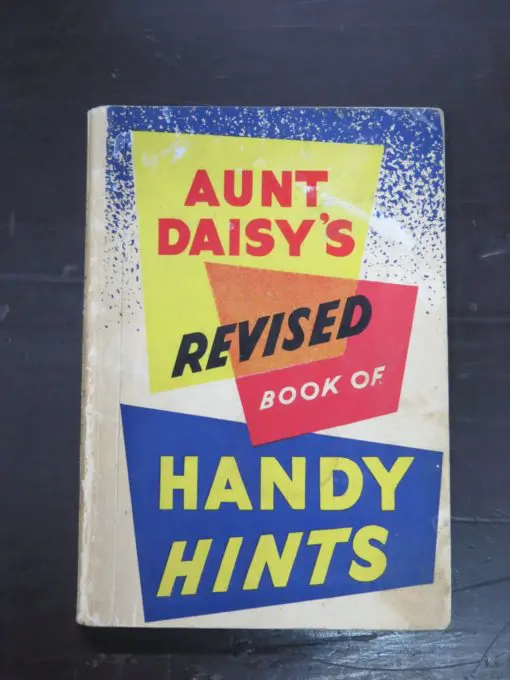 AUNT
DAISY'S
REVISED
BOOK OF
HANDY
HINTS